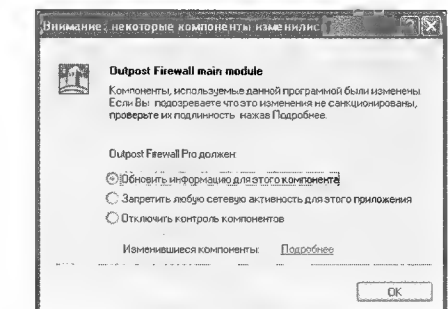 Внимание: некоторые компоненты изменилис
Outpost Firewall main module
Компоненты, используемые данной программой были изменены
Если Вы подозреваете что это изменения не санкционированы,
проверьте их подлинность нажав Подробнее.
Outpost Firewall Pro должен
Обновить информацию для этого компонента
Запретить любую сетевую активность для этого приложения
Отключить контроль компонентов
Изменившиеся компоненты: Подробнее
OK